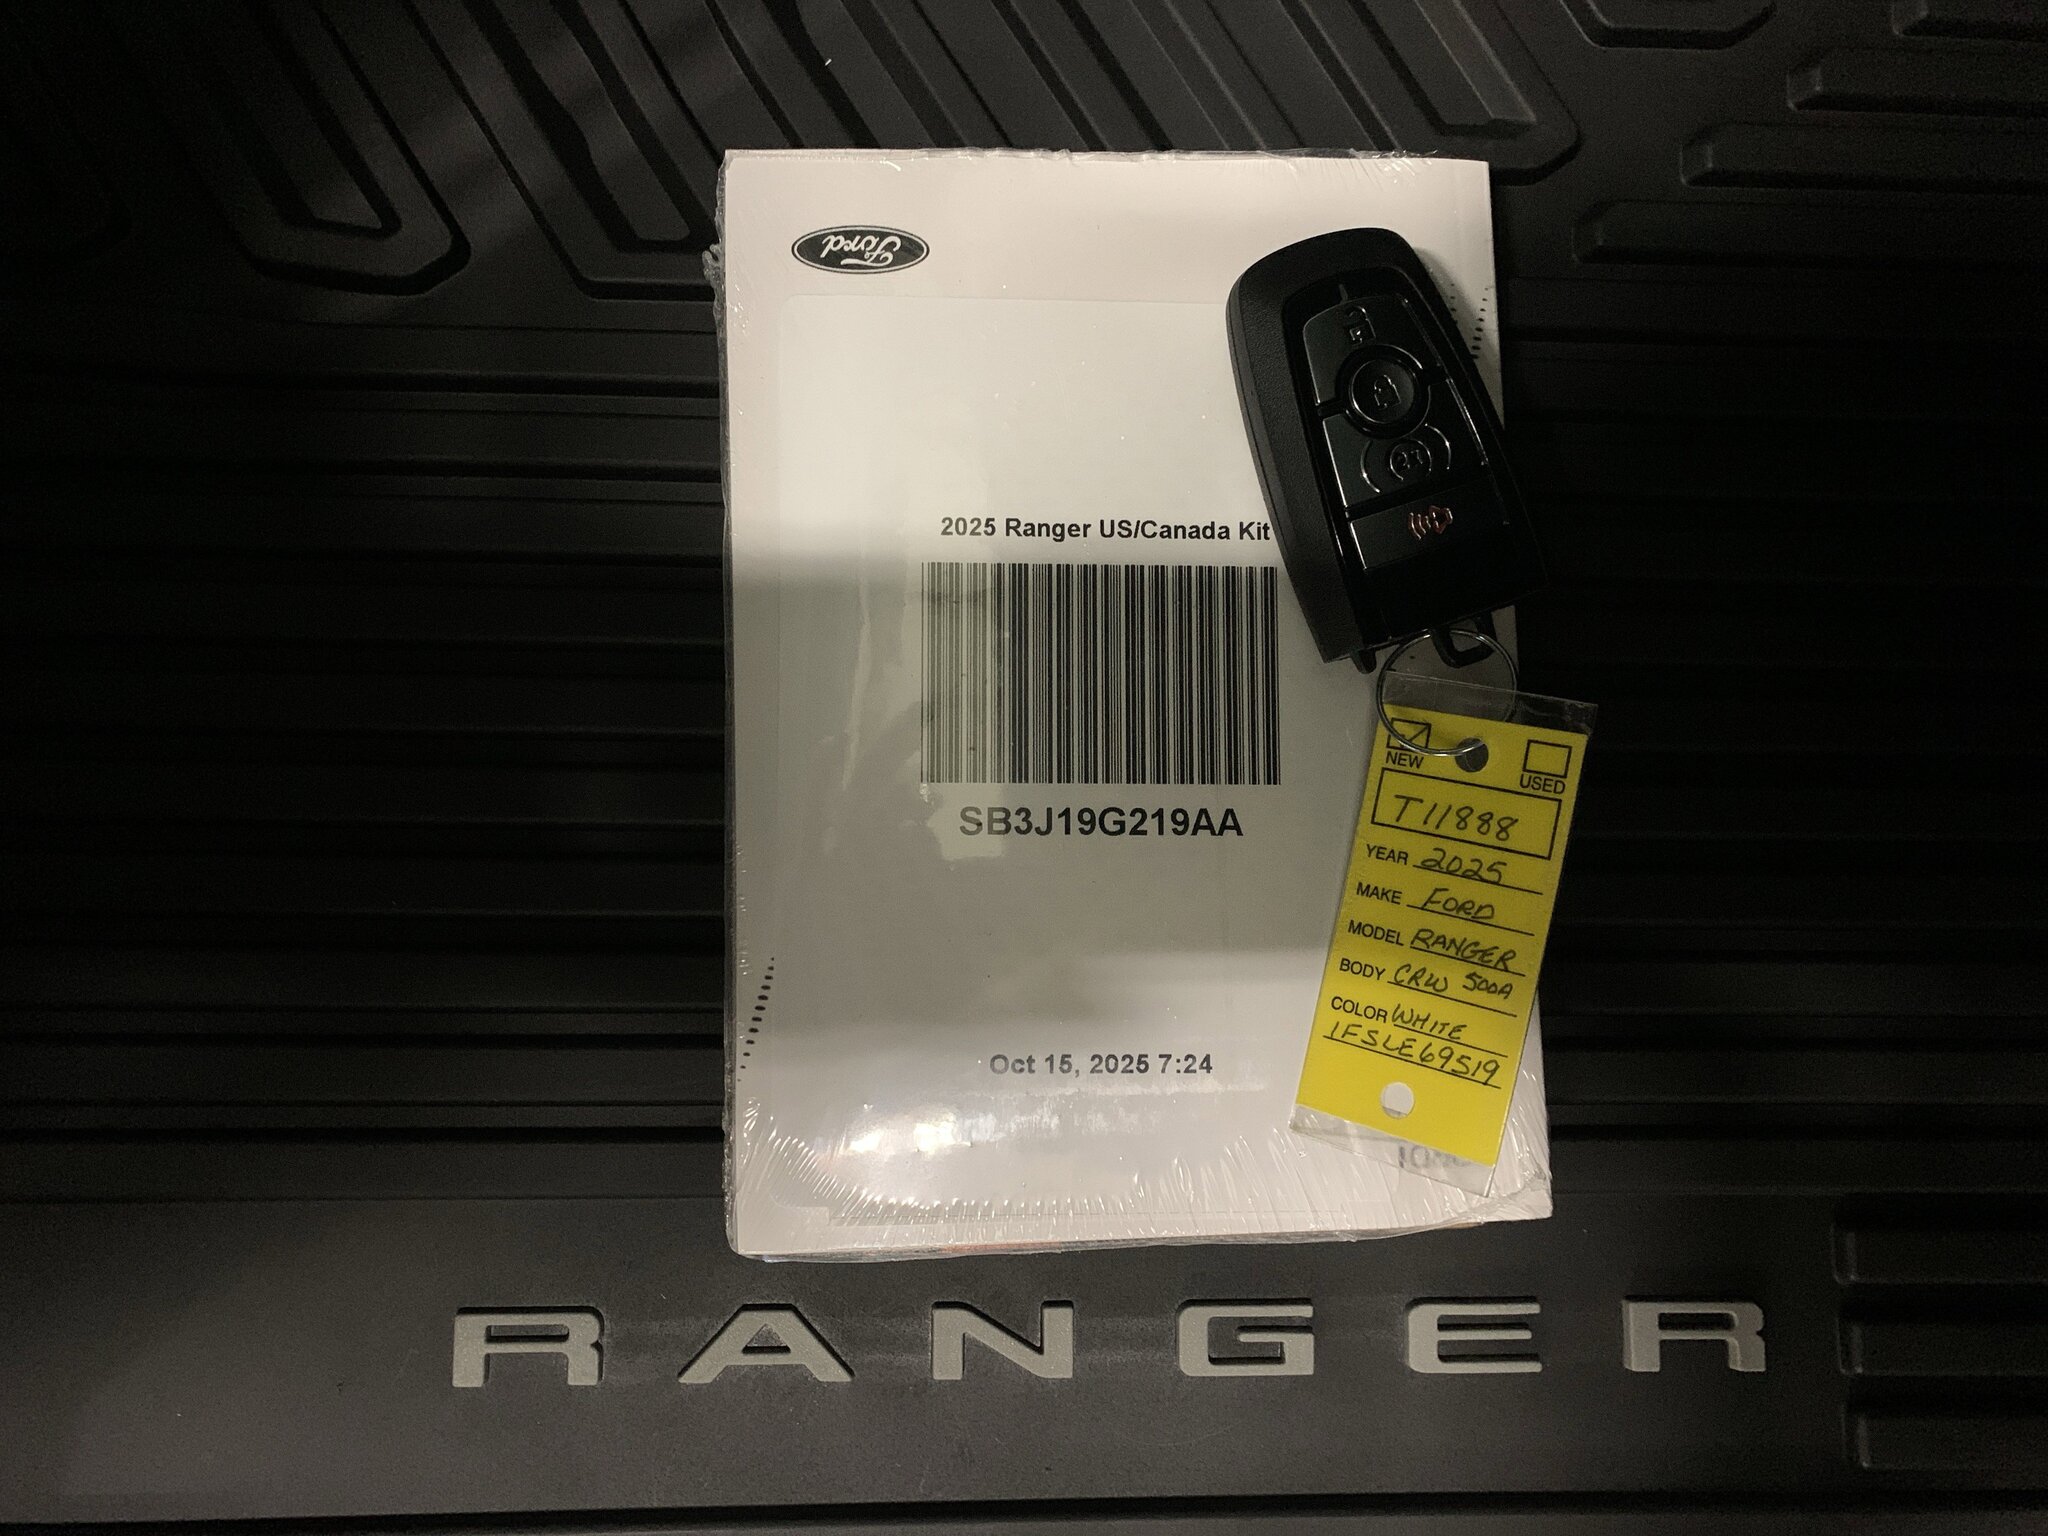 Ford
2025 Ranger US/Canada Kit
SB3J19G219AA
Oct 15, 2025 7:24
NEW
USED
T11888
YEAR 2025
MAKE FORD
MODEL RANGER
BODY CRW 500A
COLOR WHITE
1FSLE69519
RANGER